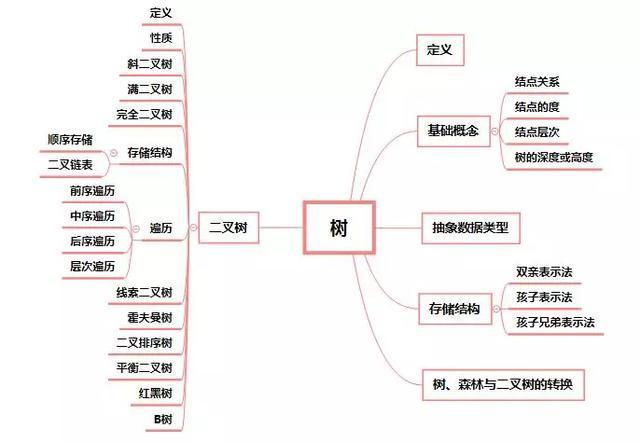 树
定义
基础概念
结点关系
结点的度
结点层次
树的深度或高度
抽象数据类型
存储结构
双亲表示法
孩子表示法
孩子兄弟表示法
树、森林与二叉树的转换
二叉树
定义
性质
斜二叉树
满二叉树
完全二叉树
存储结构
顺序存储
二叉链表
遍历
前序遍历
中序遍历
后序遍历
层次遍历
线索二叉树
霍夫曼树
二叉排序树
平衡二叉树
红黑树
B树